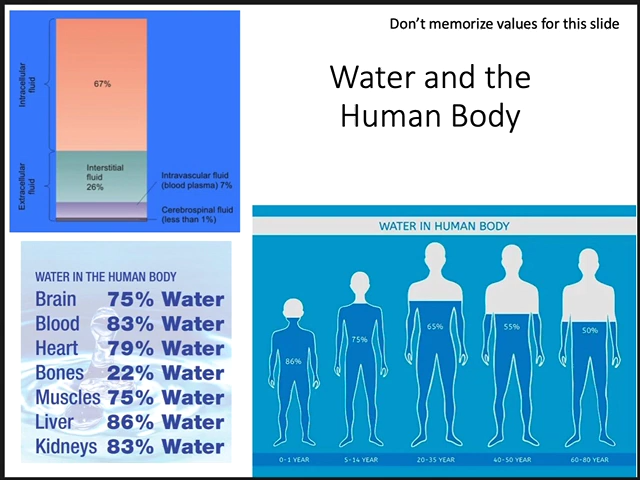 Don't memorize values for this slide
Water and the
Human Body
Intracellular
fluid
67%
Extracellular
fluid
Interstitial
fluid
26%
Intravascular fluid
(blood plasma) 7%
Cerebrospinal fluid
(less than 1%)
WATER IN THE HUMAN BODY
Brain 75% Water
Blood 83% Water
Heart 79% Water
Bones 22% Water
Muscles 75% Water
Liver 86% Water
Kidneys 83% Water
WATER IN HUMAN BODY
86% 75% 65% 55% 50%
0-1 YEAR 5-14 YEAR 20-35 YEAR 40-50 YEAR 60-80 YEAR